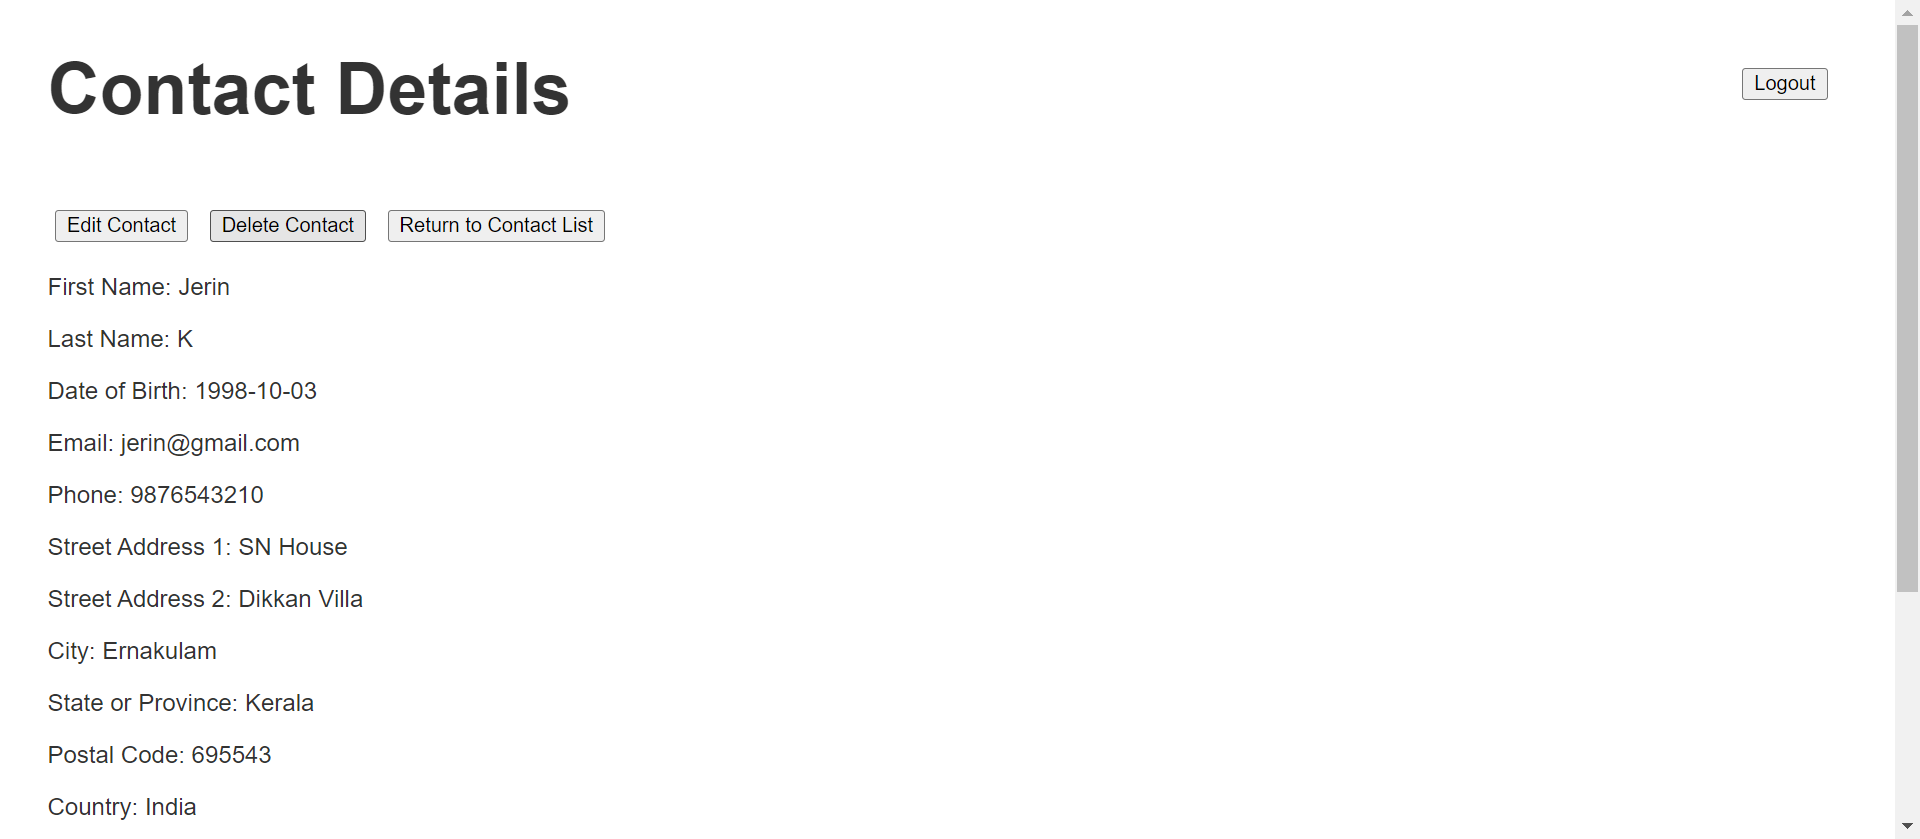 Contact Details
Logout
Edit Contact Delete Contact Return to Contact List
First Name: Jerin
Last Name: K
Date of Birth: 1998-10-03
Email: jerin@gmail.com
Phone: 9876543210
Street Address 1: SN House
Street Address 2: Dikkan Villa
City: Ernakulam
State or Province: Kerala
Postal Code: 695543
Country: India